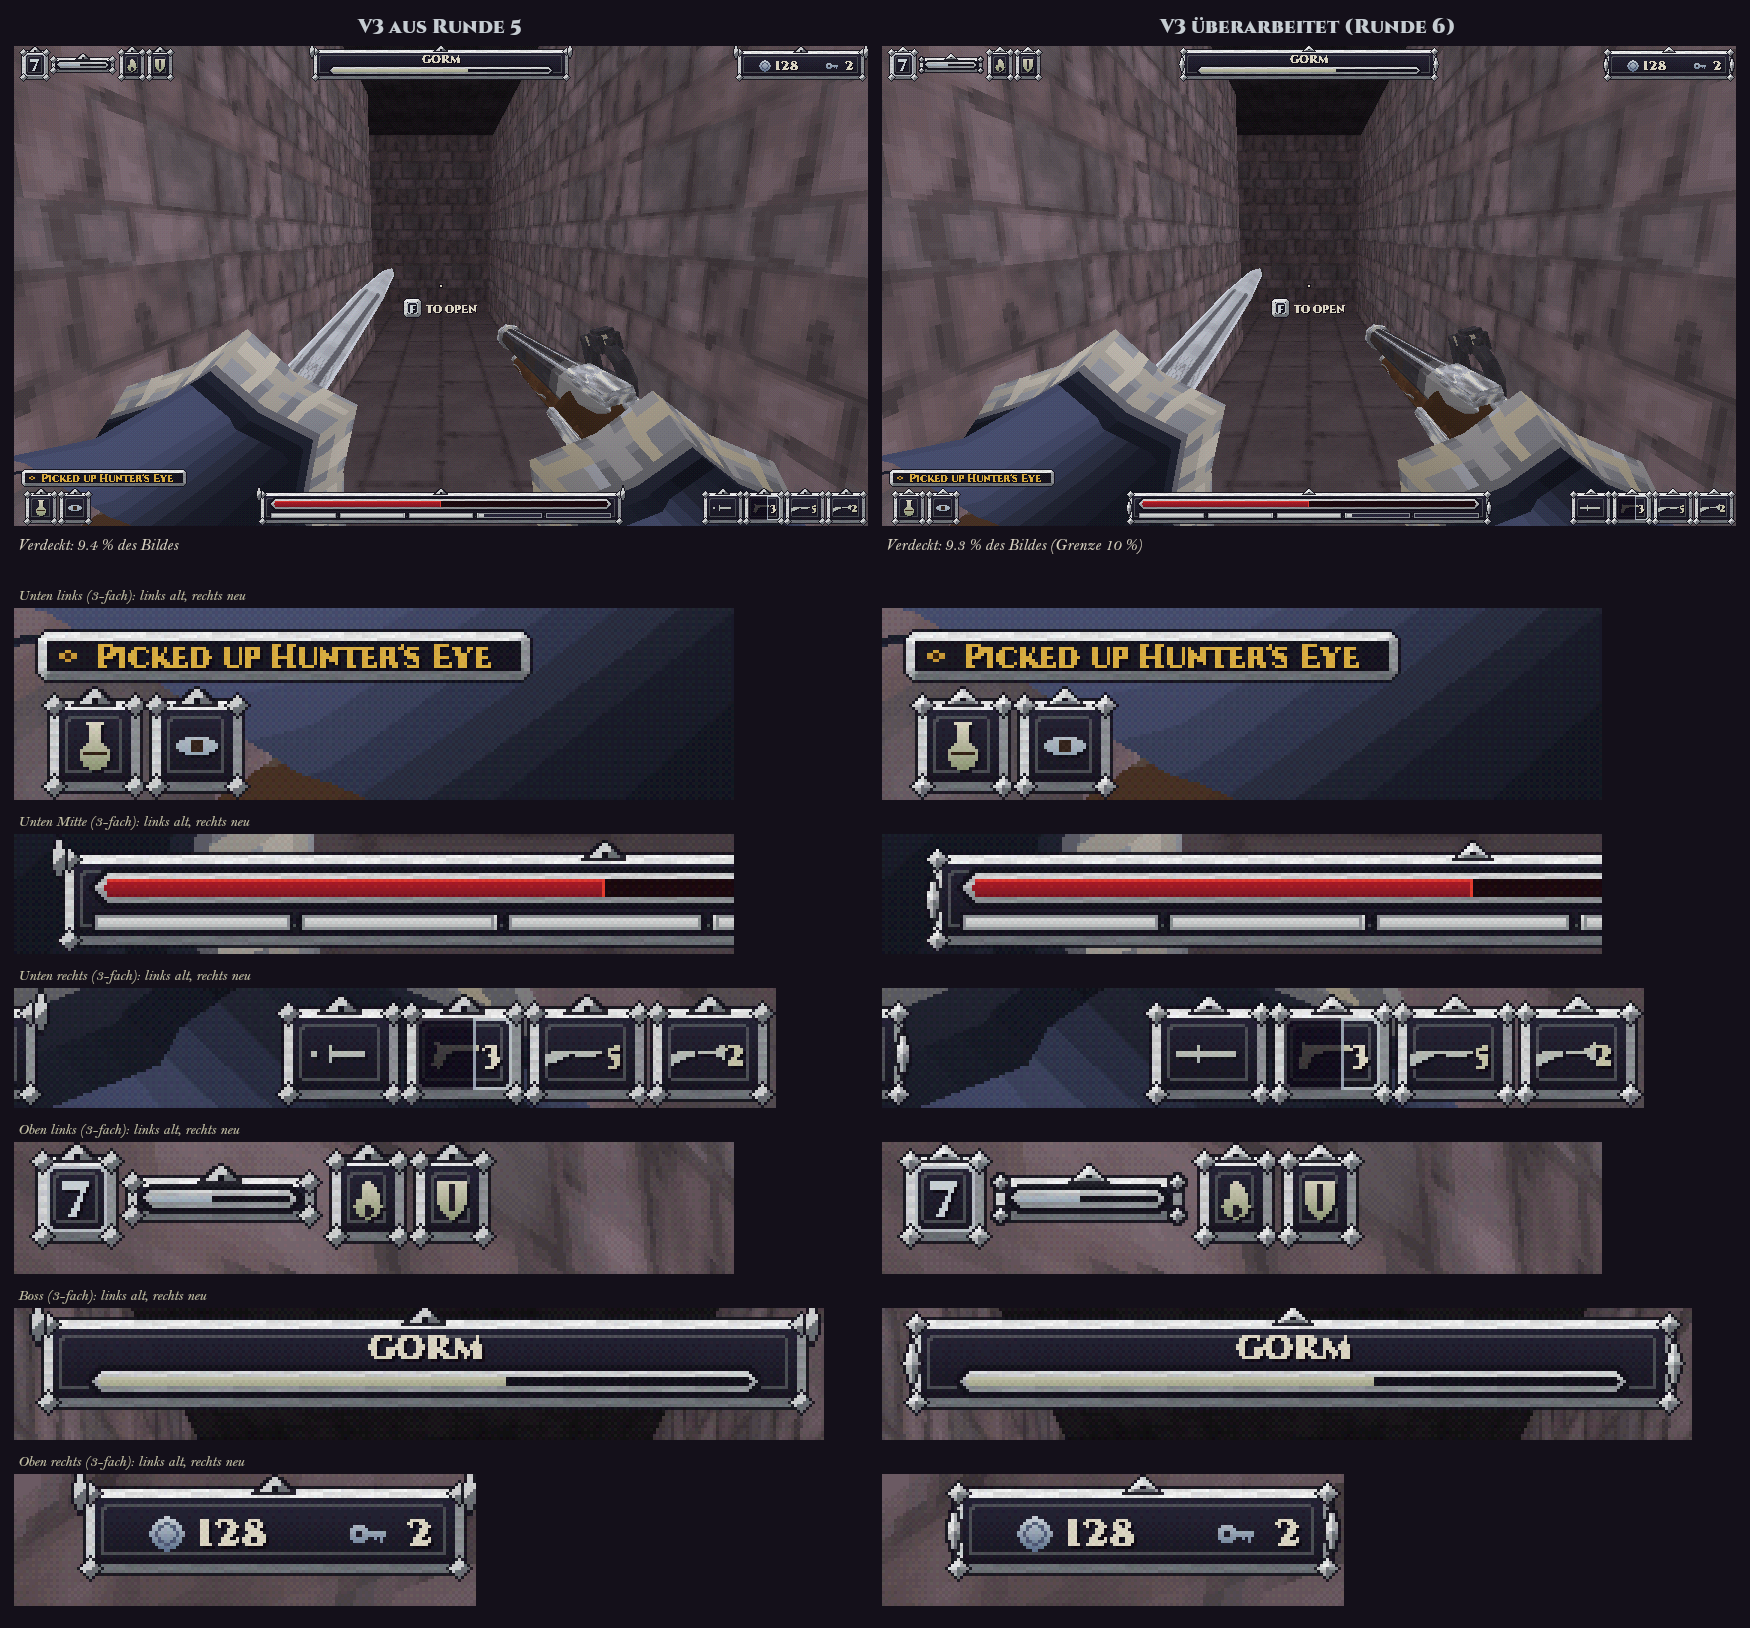 V3 aus Runde 5
V3 überarbeitet (Runde 6)
7
GORM
128 2
7
GORM
128 2
F TO OPEN
F TO OPEN
Picked up Hunter's Eye
3 5 2
Picked up Hunter's Eye
3 5 2
Verdeckt: 9.4 % des Bildes
Verdeckt: 9.3 % des Bildes (Grenze 10 %)
Unten links (3-fach): links alt, rechts neu
Picked up Hunter's Eye
Picked up Hunter's Eye
Unten Mitte (3-fach): links alt, rechts neu
Unten rechts (3-fach): links alt, rechts neu
3 5 2
3 5 2
Oben links (3-fach): links alt, rechts neu
7
7
Boss (3-fach): links alt, rechts neu
GORM
GORM
Oben rechts (3-fach): links alt, rechts neu
128 2
128 2